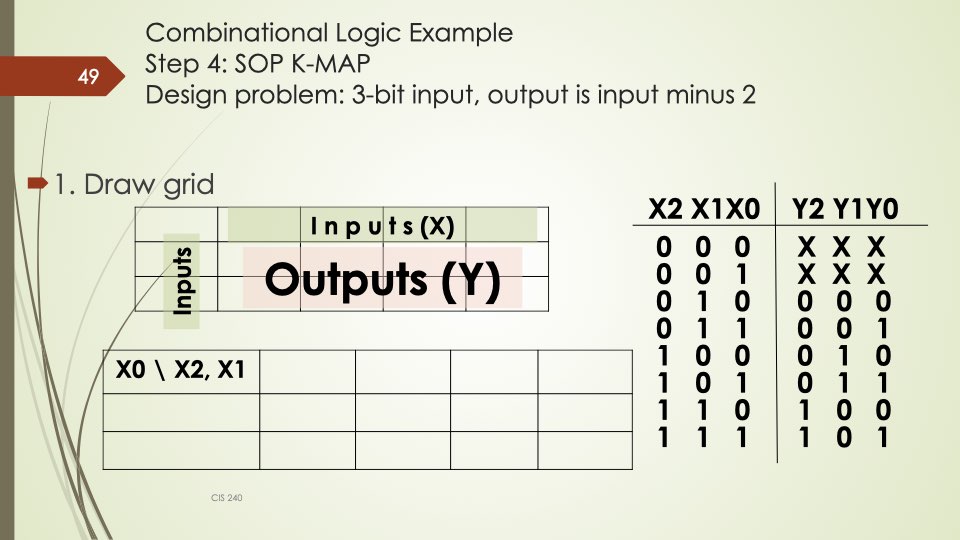 Combinational Logic Example
Step 4: SOP K-MAP
Design problem: 3-bit input, output is input minus 2
49
1. Draw grid
I n p u t s (X)
Inputs
Outputs (Y)
X0 \ X2, X1
X2 X1X0 Y2 Y1Y0
0 0 0 X X X
0 0 1 X X X
0 1 0 0 0 0
0 1 1 0 0 1
1 0 0 0 1 0
1 0 1 0 1 1
1 1 0 1 0 0
1 1 1 1 0 1
CIS 240